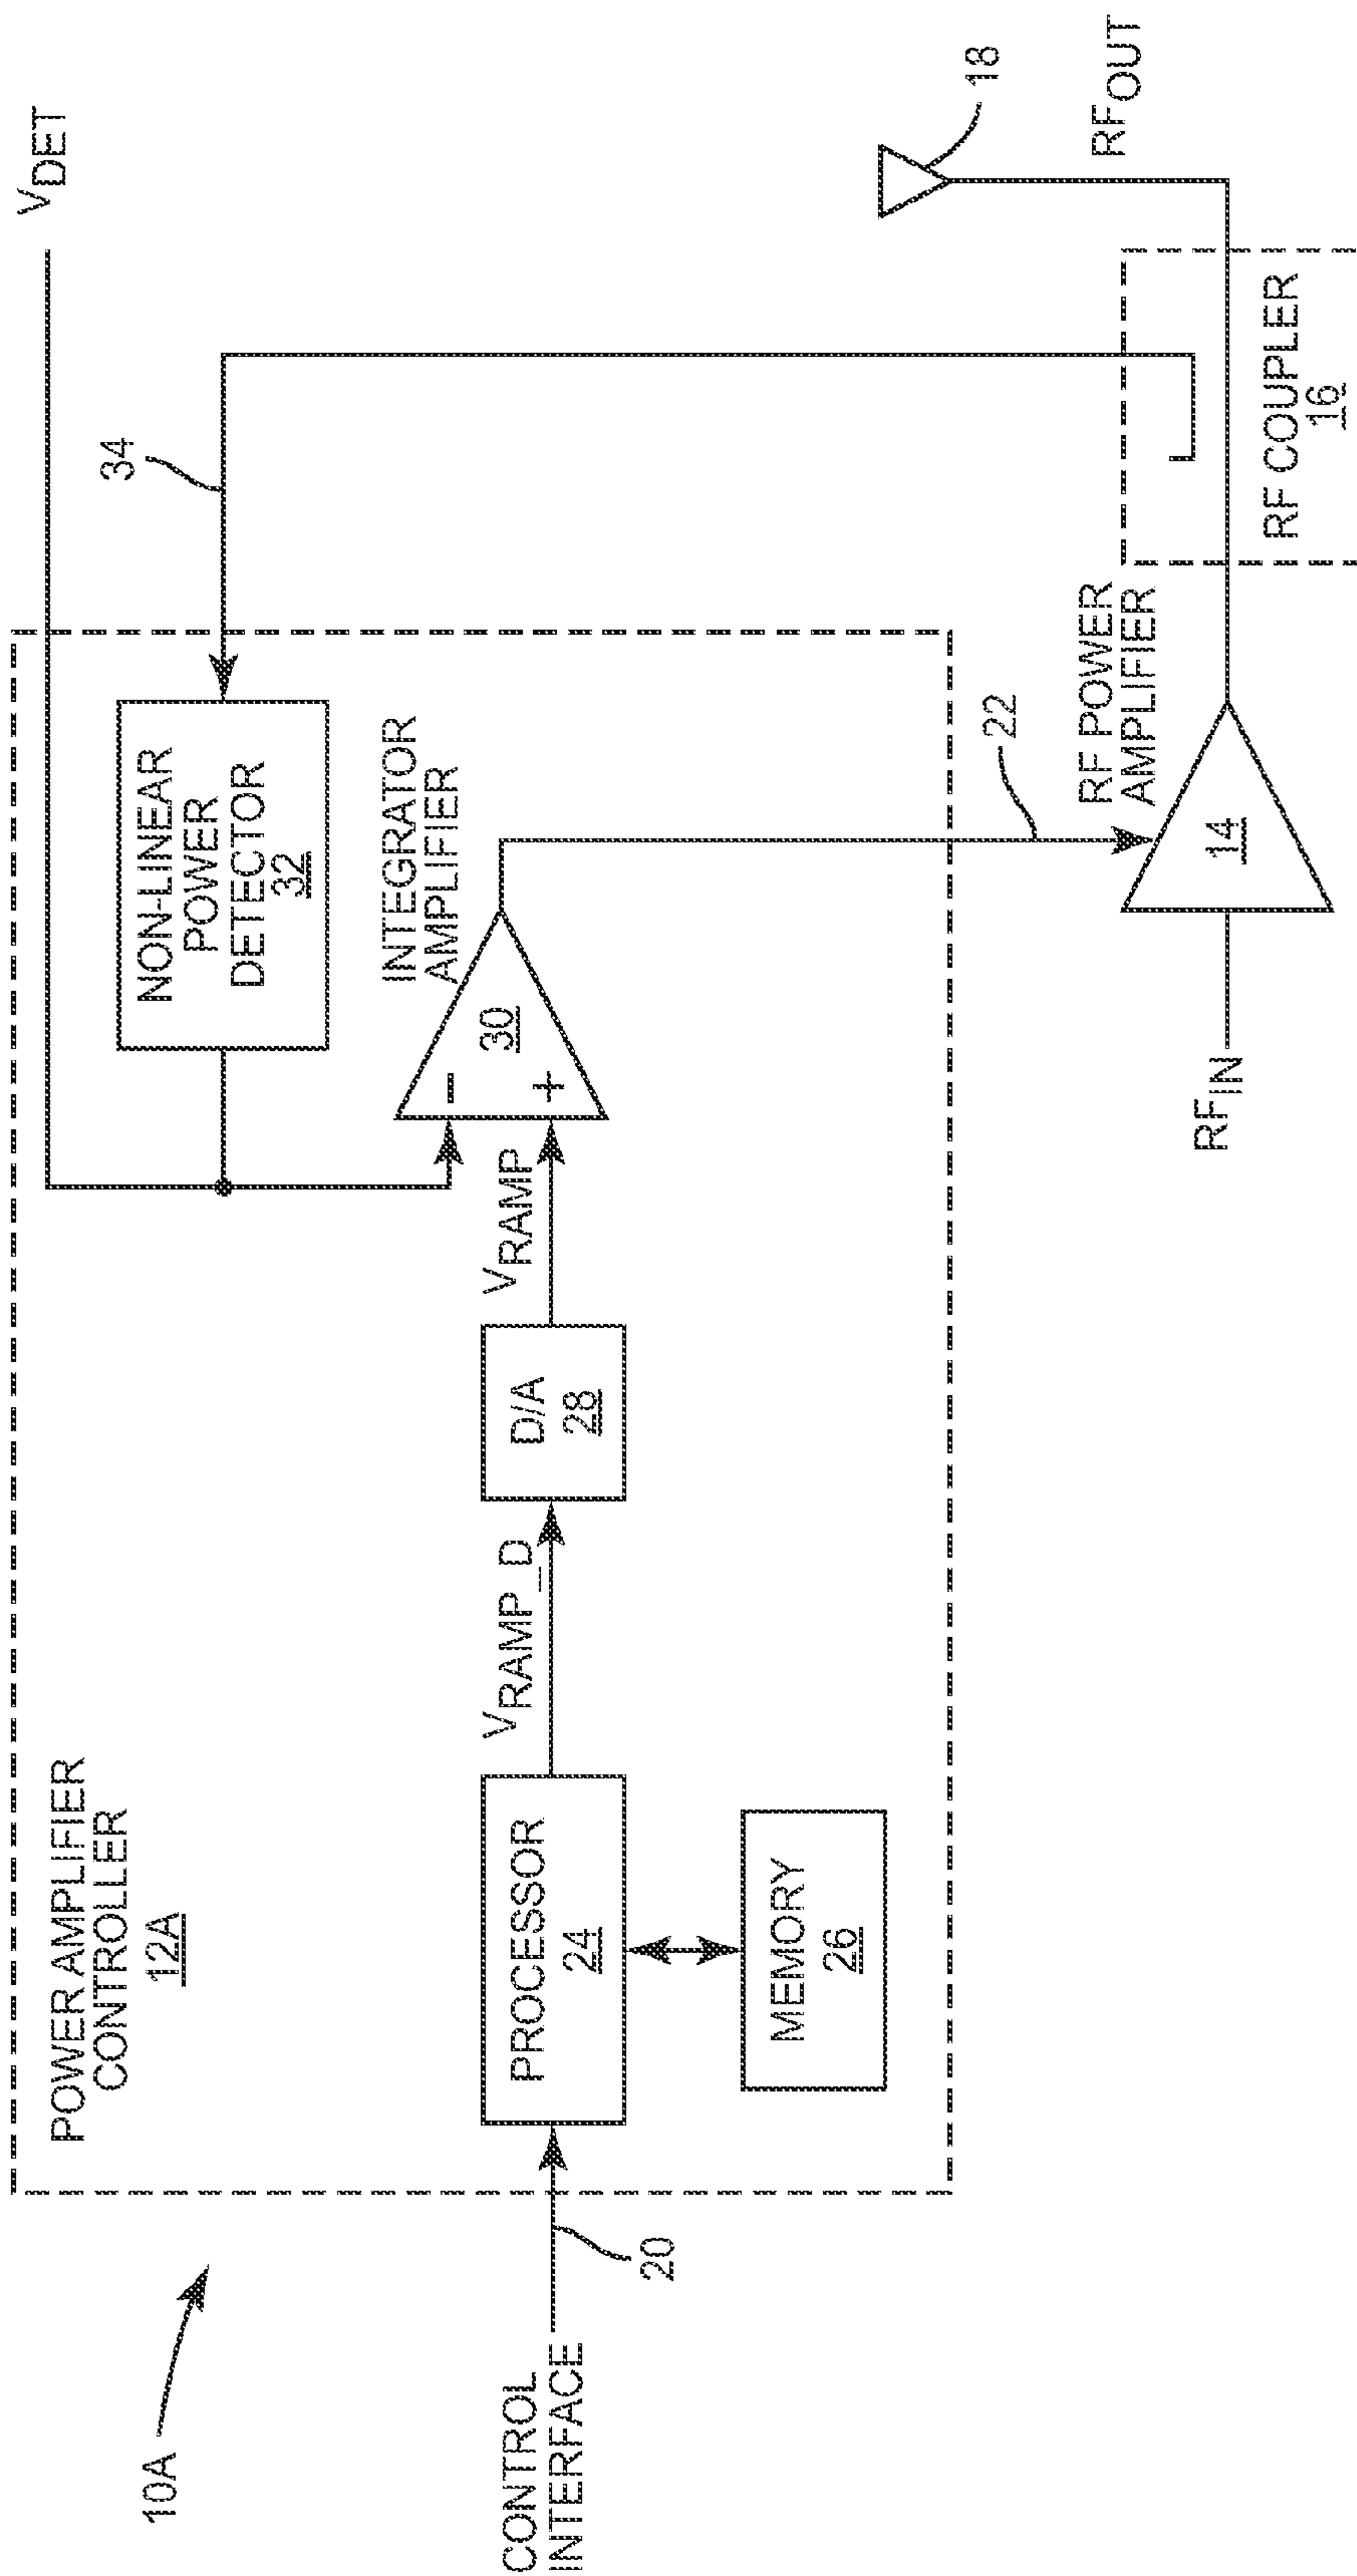 10A
POWER AMPLIFIER
CONTROLLER
12A
V_DET
34
NON-LINEAR
POWER
DETECTOR
32
INTEGRATOR
AMPLIFIER
−
30
+
CONTROL
INTERFACE
20
PROCESSOR
24
V_RAMP_D
D/A
28
V_RAMP
MEMORY
26
22
18
RF_OUT
RF POWER
AMPLIFIER
14
RF_IN
RF COUPLER
16